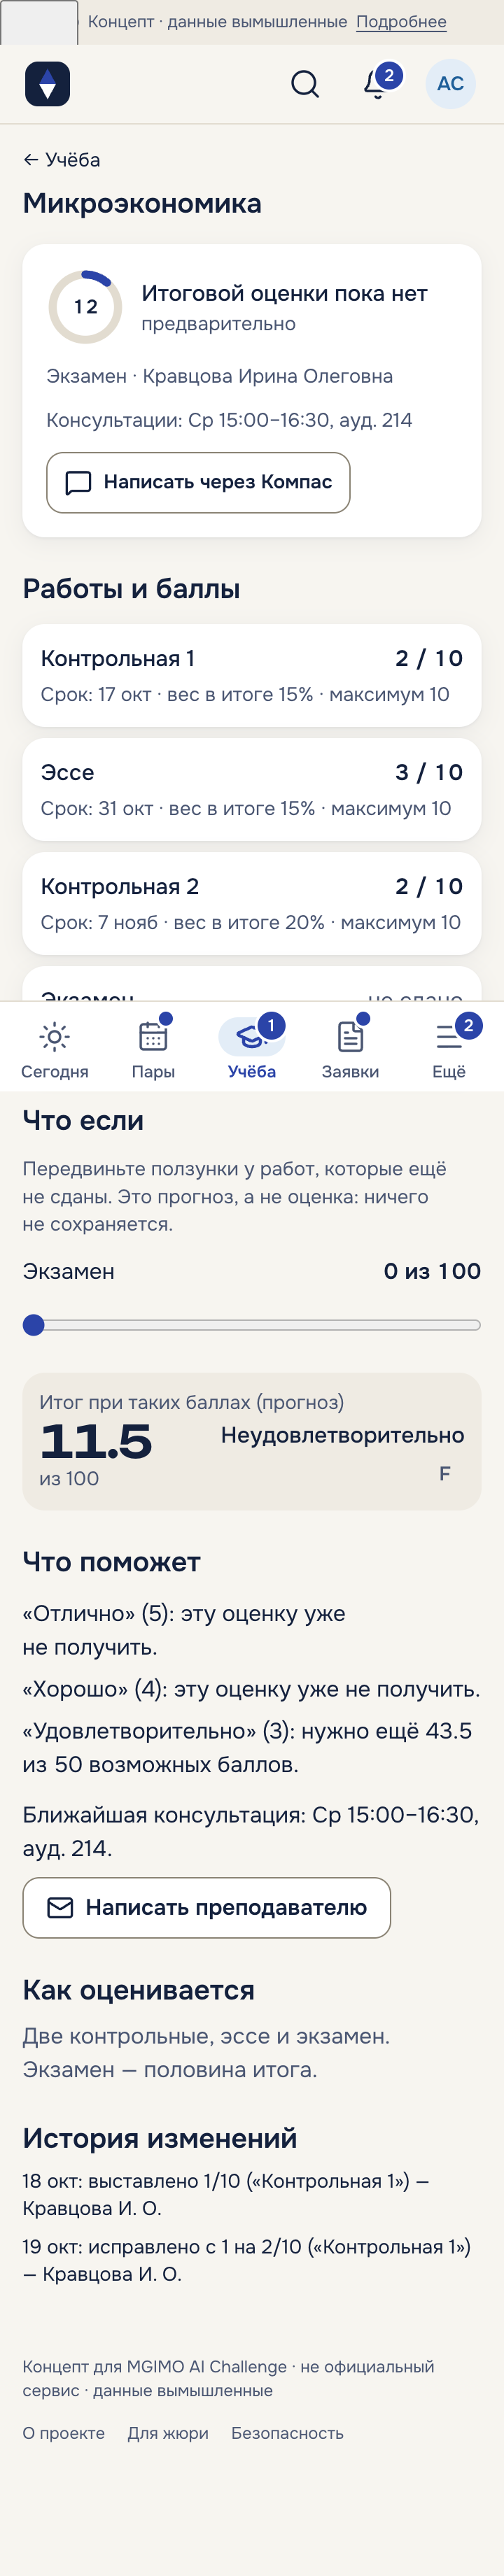 Концепт · данные вымышленные Подробнее
2
АС
← Учёба
Микроэкономика
12
Итоговой оценки пока нет
предварительно
Экзамен · Кравцова Ирина Олеговна
Консультации: Ср 15:00–16:30, ауд. 214
Написать через Компас
Работы и баллы
Контрольная 1 2 / 10
Срок: 17 окт · вес в итоге 15% · максимум 10
Эссе 3 / 10
Срок: 31 окт · вес в итоге 15% · максимум 10
Контрольная 2 2 / 10
Срок: 7 нояб · вес в итоге 20% · максимум 10
Экзамен не сдано
1 2
Сегодня Пары Учёба Заявки Ещё
Что если
Передвиньте ползунки у работ, которые ещё
не сданы. Это прогноз, а не оценка: ничего
не сохраняется.
Экзамен 0 из 100
Итог при таких баллах (прогноз)
11.5 Неудовлетворительно
из 100 F
Что поможет
«Отлично» (5): эту оценку уже
не получить.
«Хорошо» (4): эту оценку уже не получить.
«Удовлетворительно» (3): нужно ещё 43.5
из 50 возможных баллов.
Ближайшая консультация: Ср 15:00–16:30,
ауд. 214.
Написать преподавателю
Как оценивается
Две контрольные, эссе и экзамен.
Экзамен — половина итога.
История изменений
18 окт: выставлено 1/10 («Контрольная 1») —
Кравцова И. О.
19 окт: исправлено с 1 на 2/10 («Контрольная 1»)
— Кравцова И. О.
Концепт для MGIMO AI Challenge · не официальный
сервис · данные вымышленные
О проекте Для жюри Безопасность